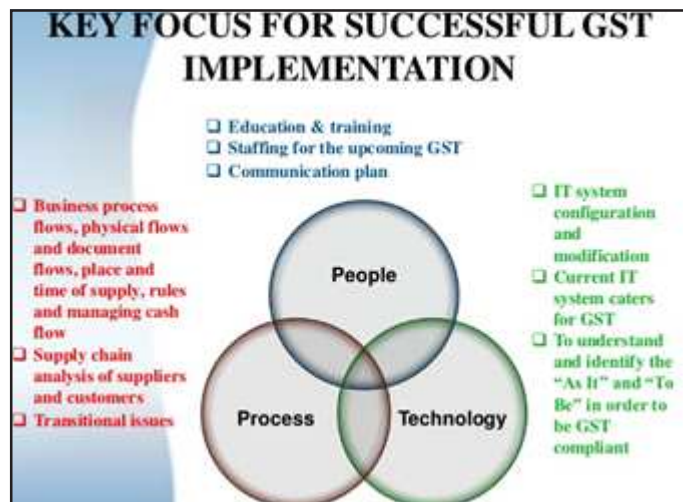 KEY FOCUS FOR SUCCESSFUL GST
IMPLEMENTATION
❑ Education & training
❑ Staffing for the upcoming GST
❑ Communication plan
❑ Business process
flows, physical flows
and document
flows, place and
time of supply, rules
and managing cash
flow
❑ Supply chain
analysis of suppliers
and customers
❑ Transitional issues
People
Process
Technology
❑ IT system
configuration
and
modification
❑ Current IT
system caters
for GST
❑ To understand
and identify the
“As It” and “To
Be” in order to
be GST
compliant